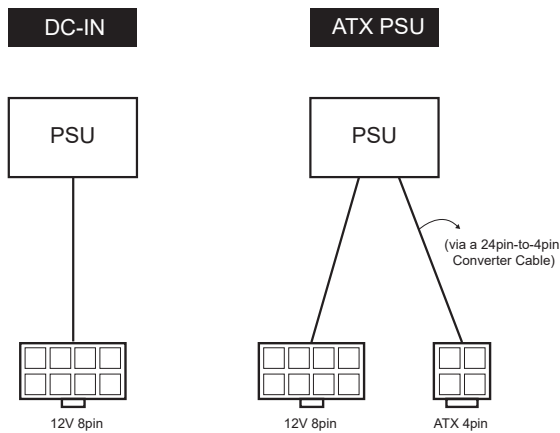 DC-IN
ATX PSU
PSU
PSU
(via a 24pin-to-4pin
Converter Cable)
12V 8pin
12V 8pin
ATX 4pin